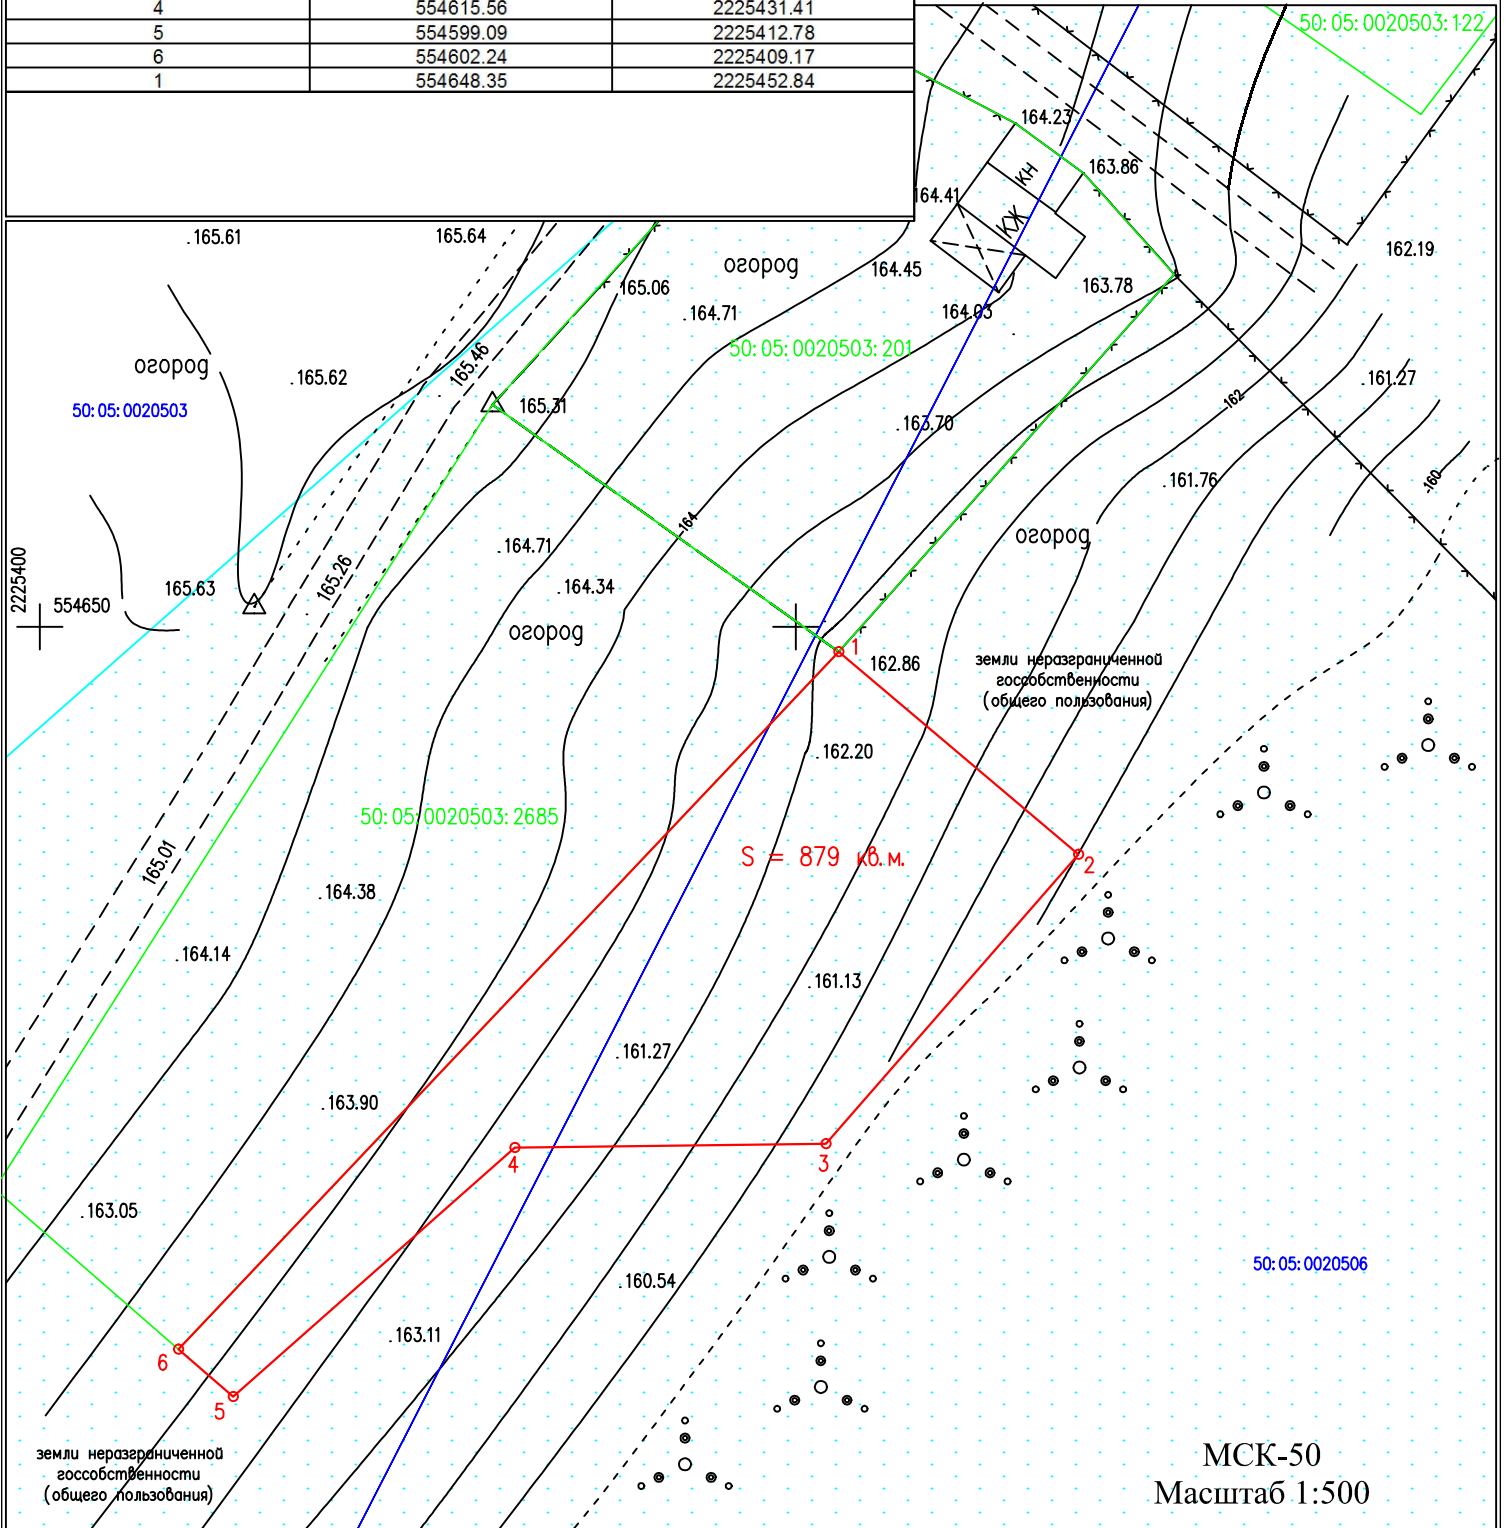 4 554615.56 2225431.41
5 554599.09 2225412.78
6 554602.24 2225409.17
1 554648.35 2225452.84
50:05:0020503:122
164.23
163.86
кн
164.41
КЖ
.165.61
165.64
162.19
огород
164.45
165.06
163.78
.164.71
164.03
50:05:0020503:201
165.46
огород
.165.62
.161.27
50:05:0020503
165.31
162
.163.70
.161.76
160
164
огород
.164.71
2225400
165.26
.164.34
165.63
554650
огород
1
162.86
земли неразграниченной
госсобственности
(общего пользования)
.162.20
50:05:0020503:2685
S = 879 кв.м.
165.01
2
.164.38
.164.14
.161.13
.161.27
.163.90
4
3
.163.05
50:05:0020506
.160.54
.163.11
6
5
земли неразграниченной
госсобственности
(общего пользования)
МСК-50
Масштаб 1:500